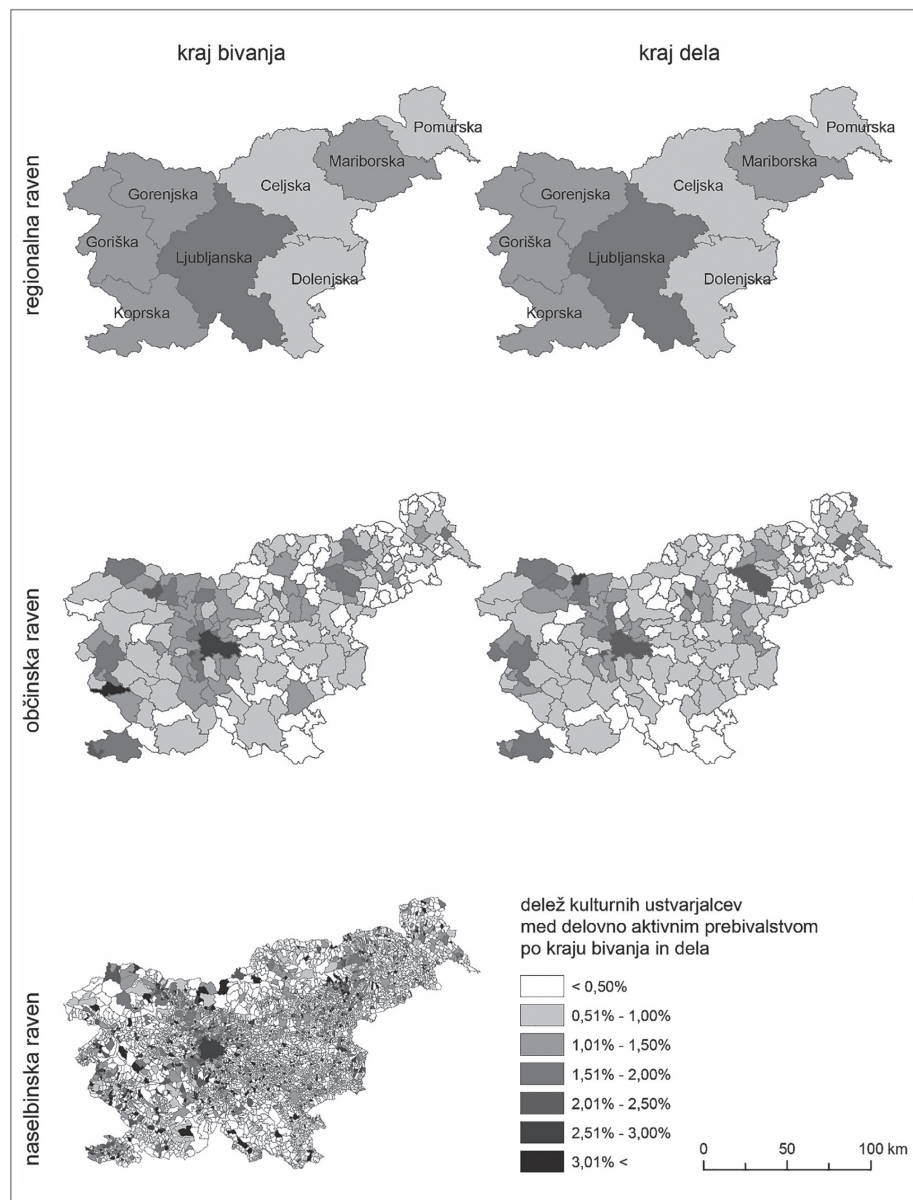 kraj bivanja
kraj dela
regionalna raven
Pomurska
Mariborska
Celjska
Gorenjska
Goriška
Ljubljanska
Dolenjska
Koprska
Pomurska
Mariborska
Celjska
Gorenjska
Goriška
Ljubljanska
Dolenjska
Koprska
občinska raven
naselbinska raven
delež kulturnih ustvarjalcev
med delovno aktivnim prebivalstvom
po kraju bivanja in dela
< 0,50%
0,51% - 1,00%
1,01% - 1,50%
1,51% - 2,00%
2,01% - 2,50%
2,51% - 3,00%
3,01% <
0 50 100 km